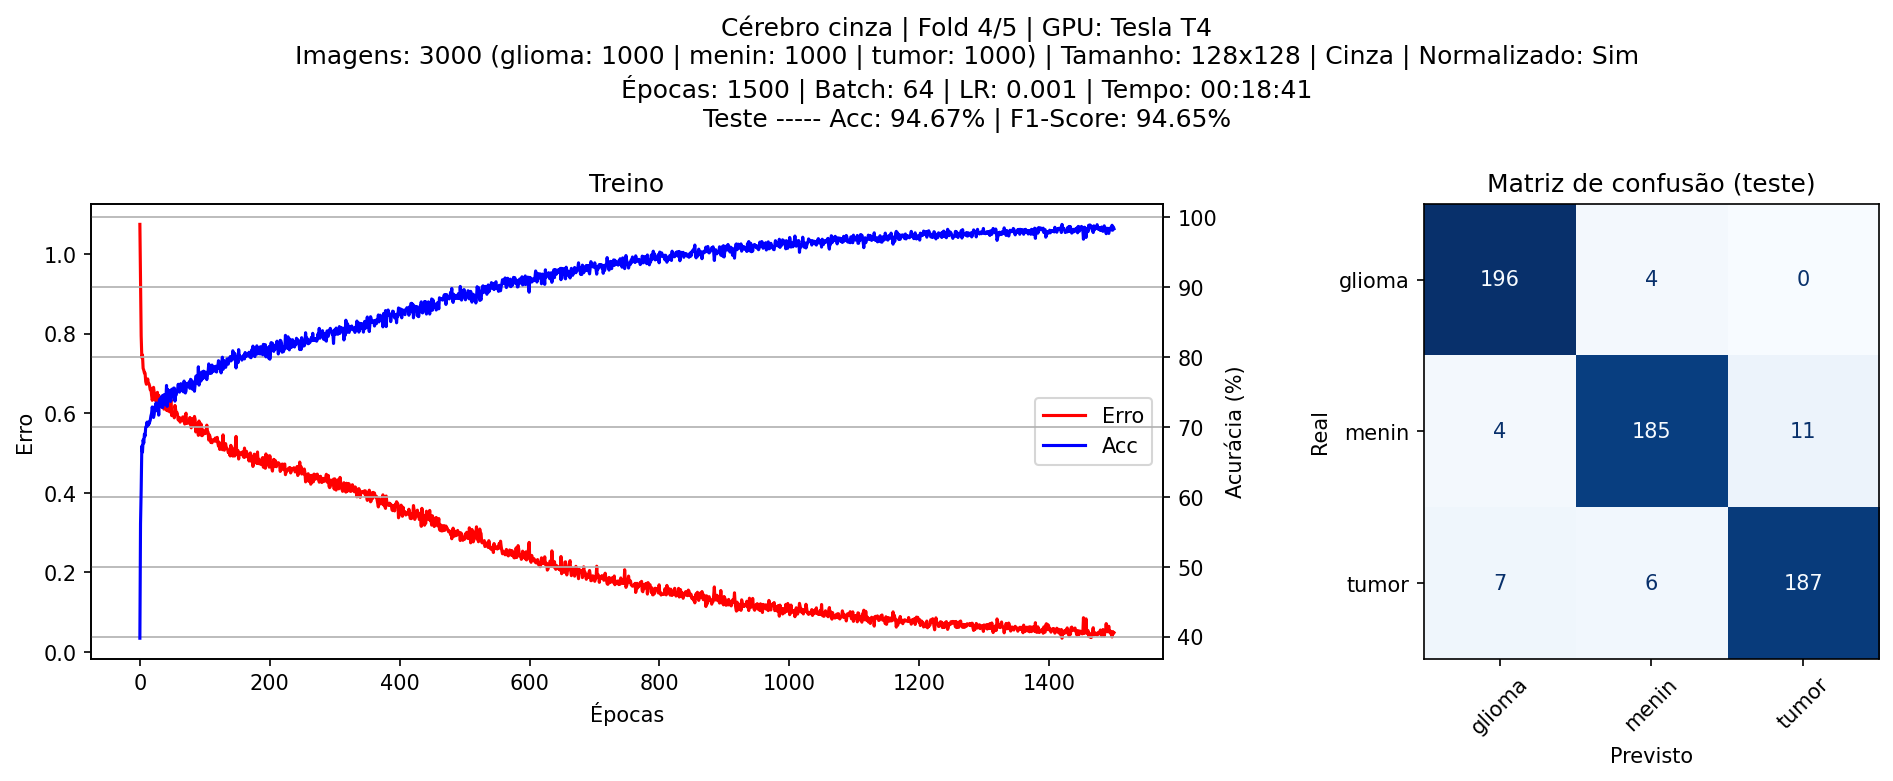 Cérebro cinza | Fold 4/5 | GPU: Tesla T4
Imagens: 3000 (glioma: 1000 | menin: 1000 | tumor: 1000) | Tamanho: 128x128 | Cinza | Normalizado: Sim
Épocas: 1500 | Batch: 64 | LR: 0.001 | Tempo: 00:18:41
Teste ----- Acc: 94.67% | F1-Score: 94.65%
Treino
Erro
1.0
0.8
0.6
0.4
0.2
0.0
0 200 400 600 800 1000 1200 1400
Épocas
100
90
80
70
60
50
40
Acurácia (%)
Erro
Acc
Matriz de confusão (teste)
Real
glioma 196 4 0
menin 4 185 11
tumor 7 6 187
glioma menin tumor
Previsto